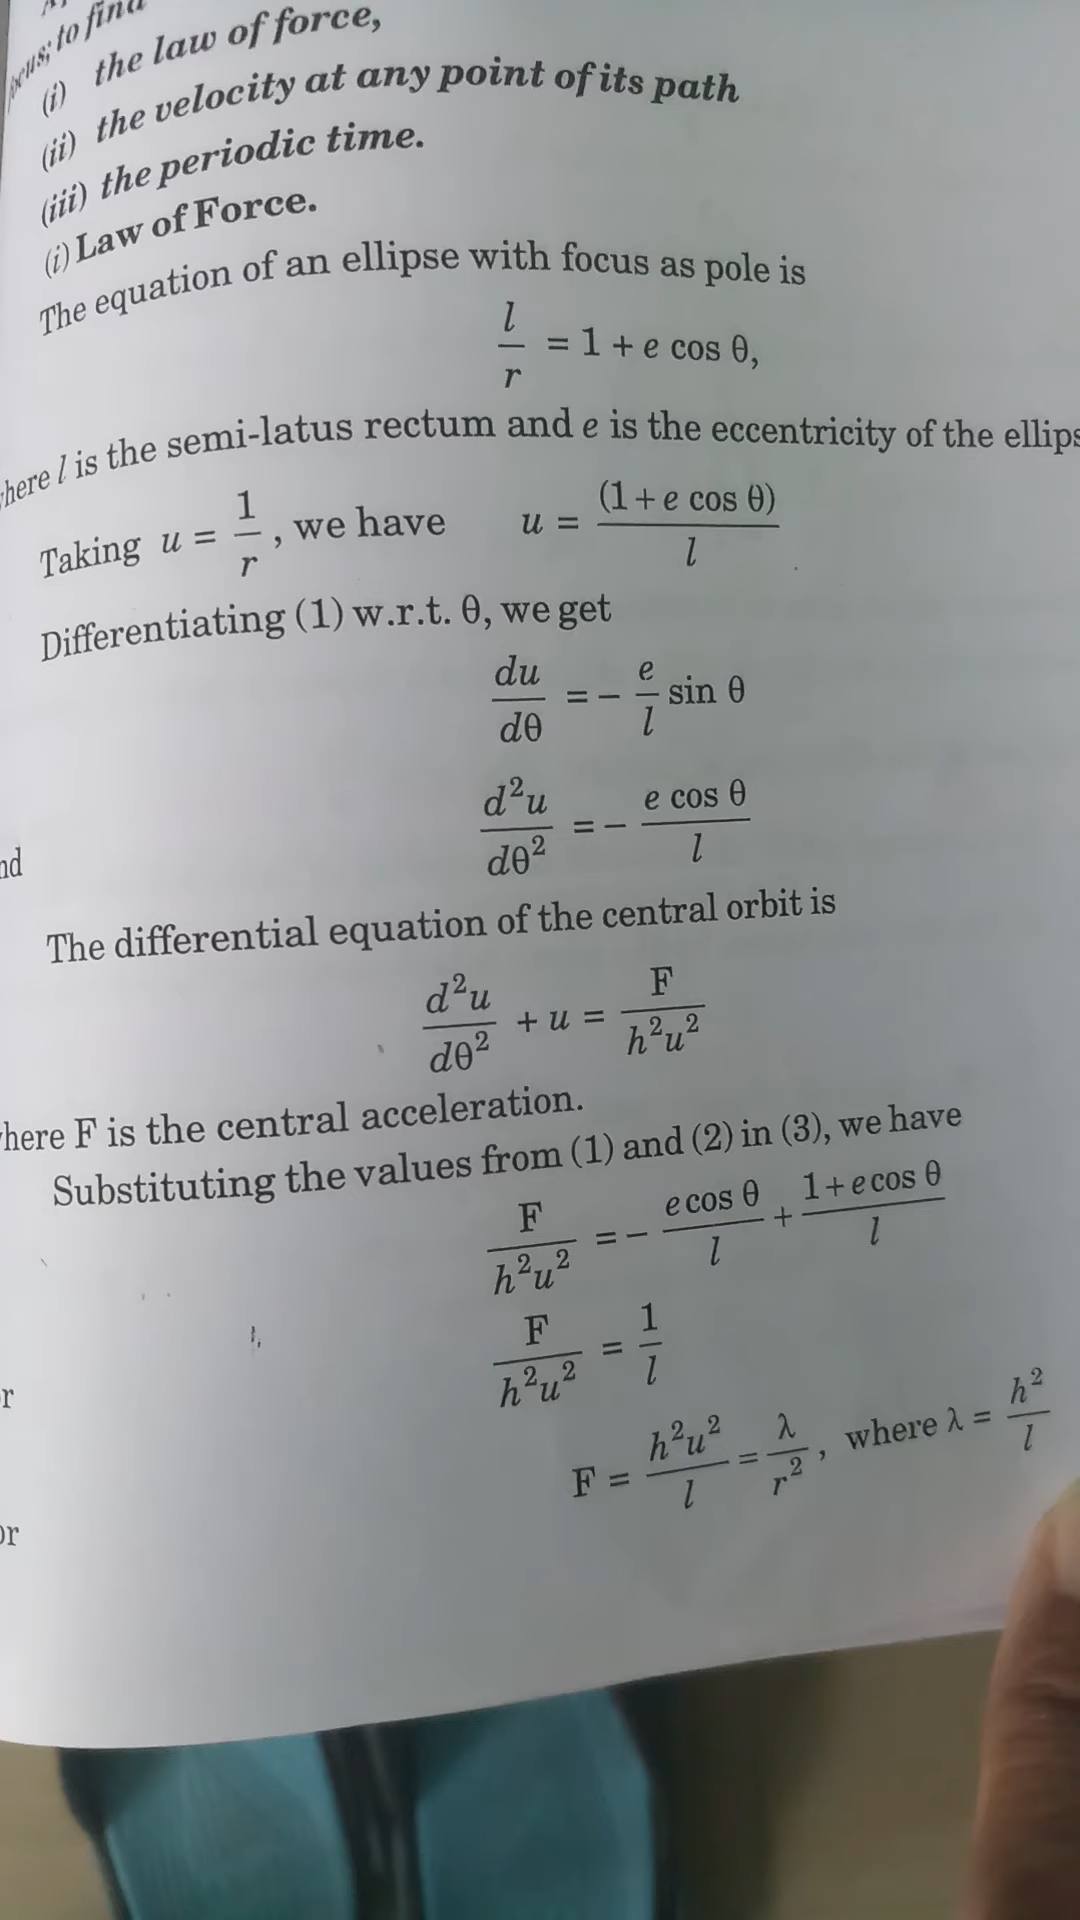 ocus; to find
(i) the law of force,
(ii) the velocity at any point of its path
(iii) the periodic time.
(i) Law of Force.
The equation of an ellipse with focus as pole is
l/r = 1 + e cos θ,
here l is the semi-latus rectum and e is the eccentricity of the ellips
Taking u = 1/r, we have u = (1 + e cos θ)/l
Differentiating (1) w.r.t. θ, we get
du/dθ = − e/l sin θ
nd d²u/dθ² = − e cos θ/l
The differential equation of the central orbit is
d²u/dθ² + u = F/h²u²
here F is the central acceleration.
Substituting the values from (1) and (2) in (3), we have
F/h²u² = − e cos θ/l + 1 + e cos θ/l
r F/h²u² = 1/l
or F = h²u²/l = λ/r², where λ = h²/l